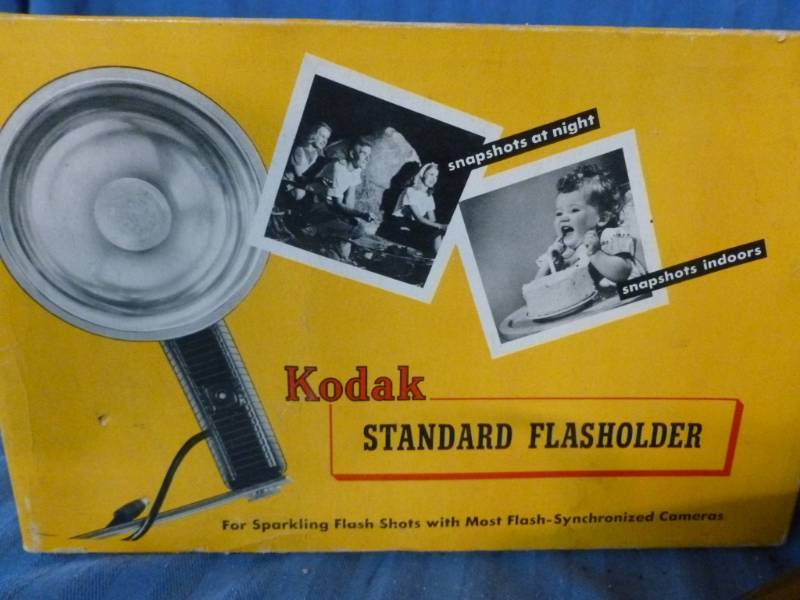 snapshots at night
snapshots indoors
Kodak
STANDARD FLASHOLDER
For Sparkling Flash Shots with Most Flash-Synchronized Cameras